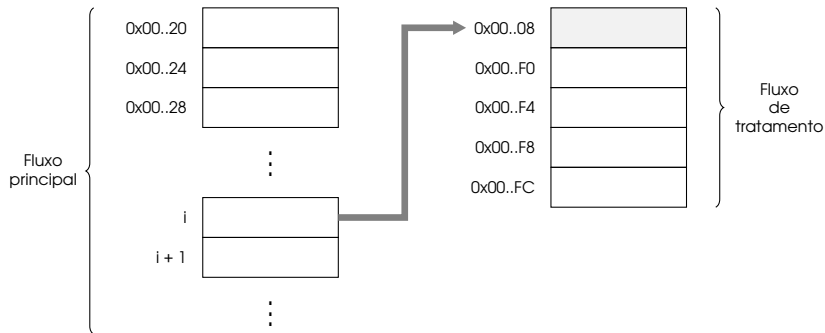 Fluxo
principal
0x00..20
0x00..24
0x00..28
i
i + 1
0x00..08
0x00..F0
0x00..F4
0x00..F8
0x00..FC
Fluxo
de
tratamento